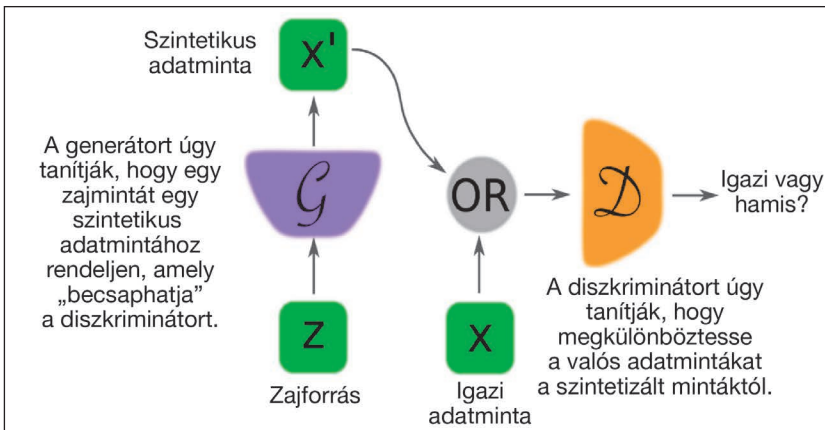 Szintetikus
adatminta
X'
A generátort úgy
tanítják, hogy egy
zajmintát egy
szintetikus
adatmintához
rendeljen, amely
„becsaphatja”
a diszkriminátort.
G
Z
Zajforrás
OR
X
Igazi
adatminta
D
Igazi vagy
hamis?
A diszkriminátort úgy
tanítják, hogy
megkülönböztesse
a valós adatmintákat
a szintetizált mintáktól.